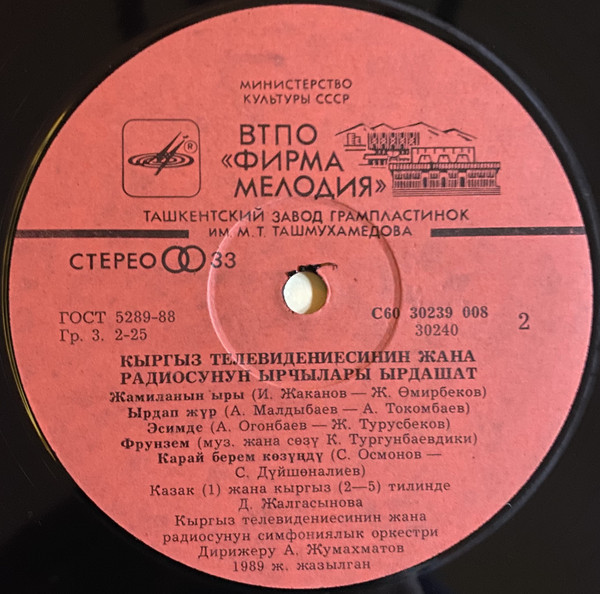 МИНИСТЕРСТВО
КУЛЬТУРЫ СССР
ВТПО
«ФИРМА
МЕЛОДИЯ»
®
ТАШКЕНТСКИЙ ЗАВОД ГРАМПЛАСТИНОК
ИМ. М. Т. ТАШМУХАМЕДОВА
СТЕРЕО 33
ГОСТ 5289-88
Гр. 3. 2-25
С60 30239 008
30240
2
КЫРГЫЗ ТЕЛЕВИДЕНИЕСИНИН ЖАНА
РАДИОСУНУН ЫРЧЫЛАРЫ ЫРДАШАТ
Жамиланын ыры (И. Жаканов — Ж. Өмирбеков)
Ырдап жүр (А. Малдыбаев — А. Токомбаев)
Эсимде (А. Огонбаев — Ж. Турусбеков)
Фрунзем (муз. жана сөзү К. Тургунбаевдики)
Карай берем көзүңдү (С. Осмонов —
С. Дүйшөналиев)
Казак (1) жана кыргыз (2—5) тилинде
Д. Жалгасынова
Кыргыз телевидениесинин жана
радиосунун симфониялык оркестри
Дирижеру А. Жумахматов
1989 ж. жазылган